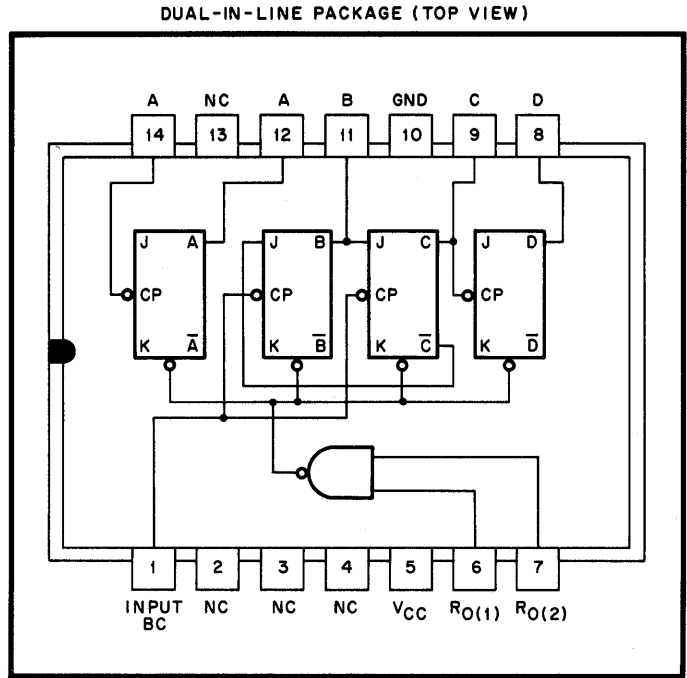 DUAL-IN-LINE PACKAGE (TOP VIEW)
A NC A B GND C D
14 13 12 11 10 9 8
J A J B J C J D
CP CP CP CP
K A̅ K B̅ K C̅ K D̅
1 2 3 4 5 6 7
INPUT BC NC NC NC VCC RO(1) RO(2)